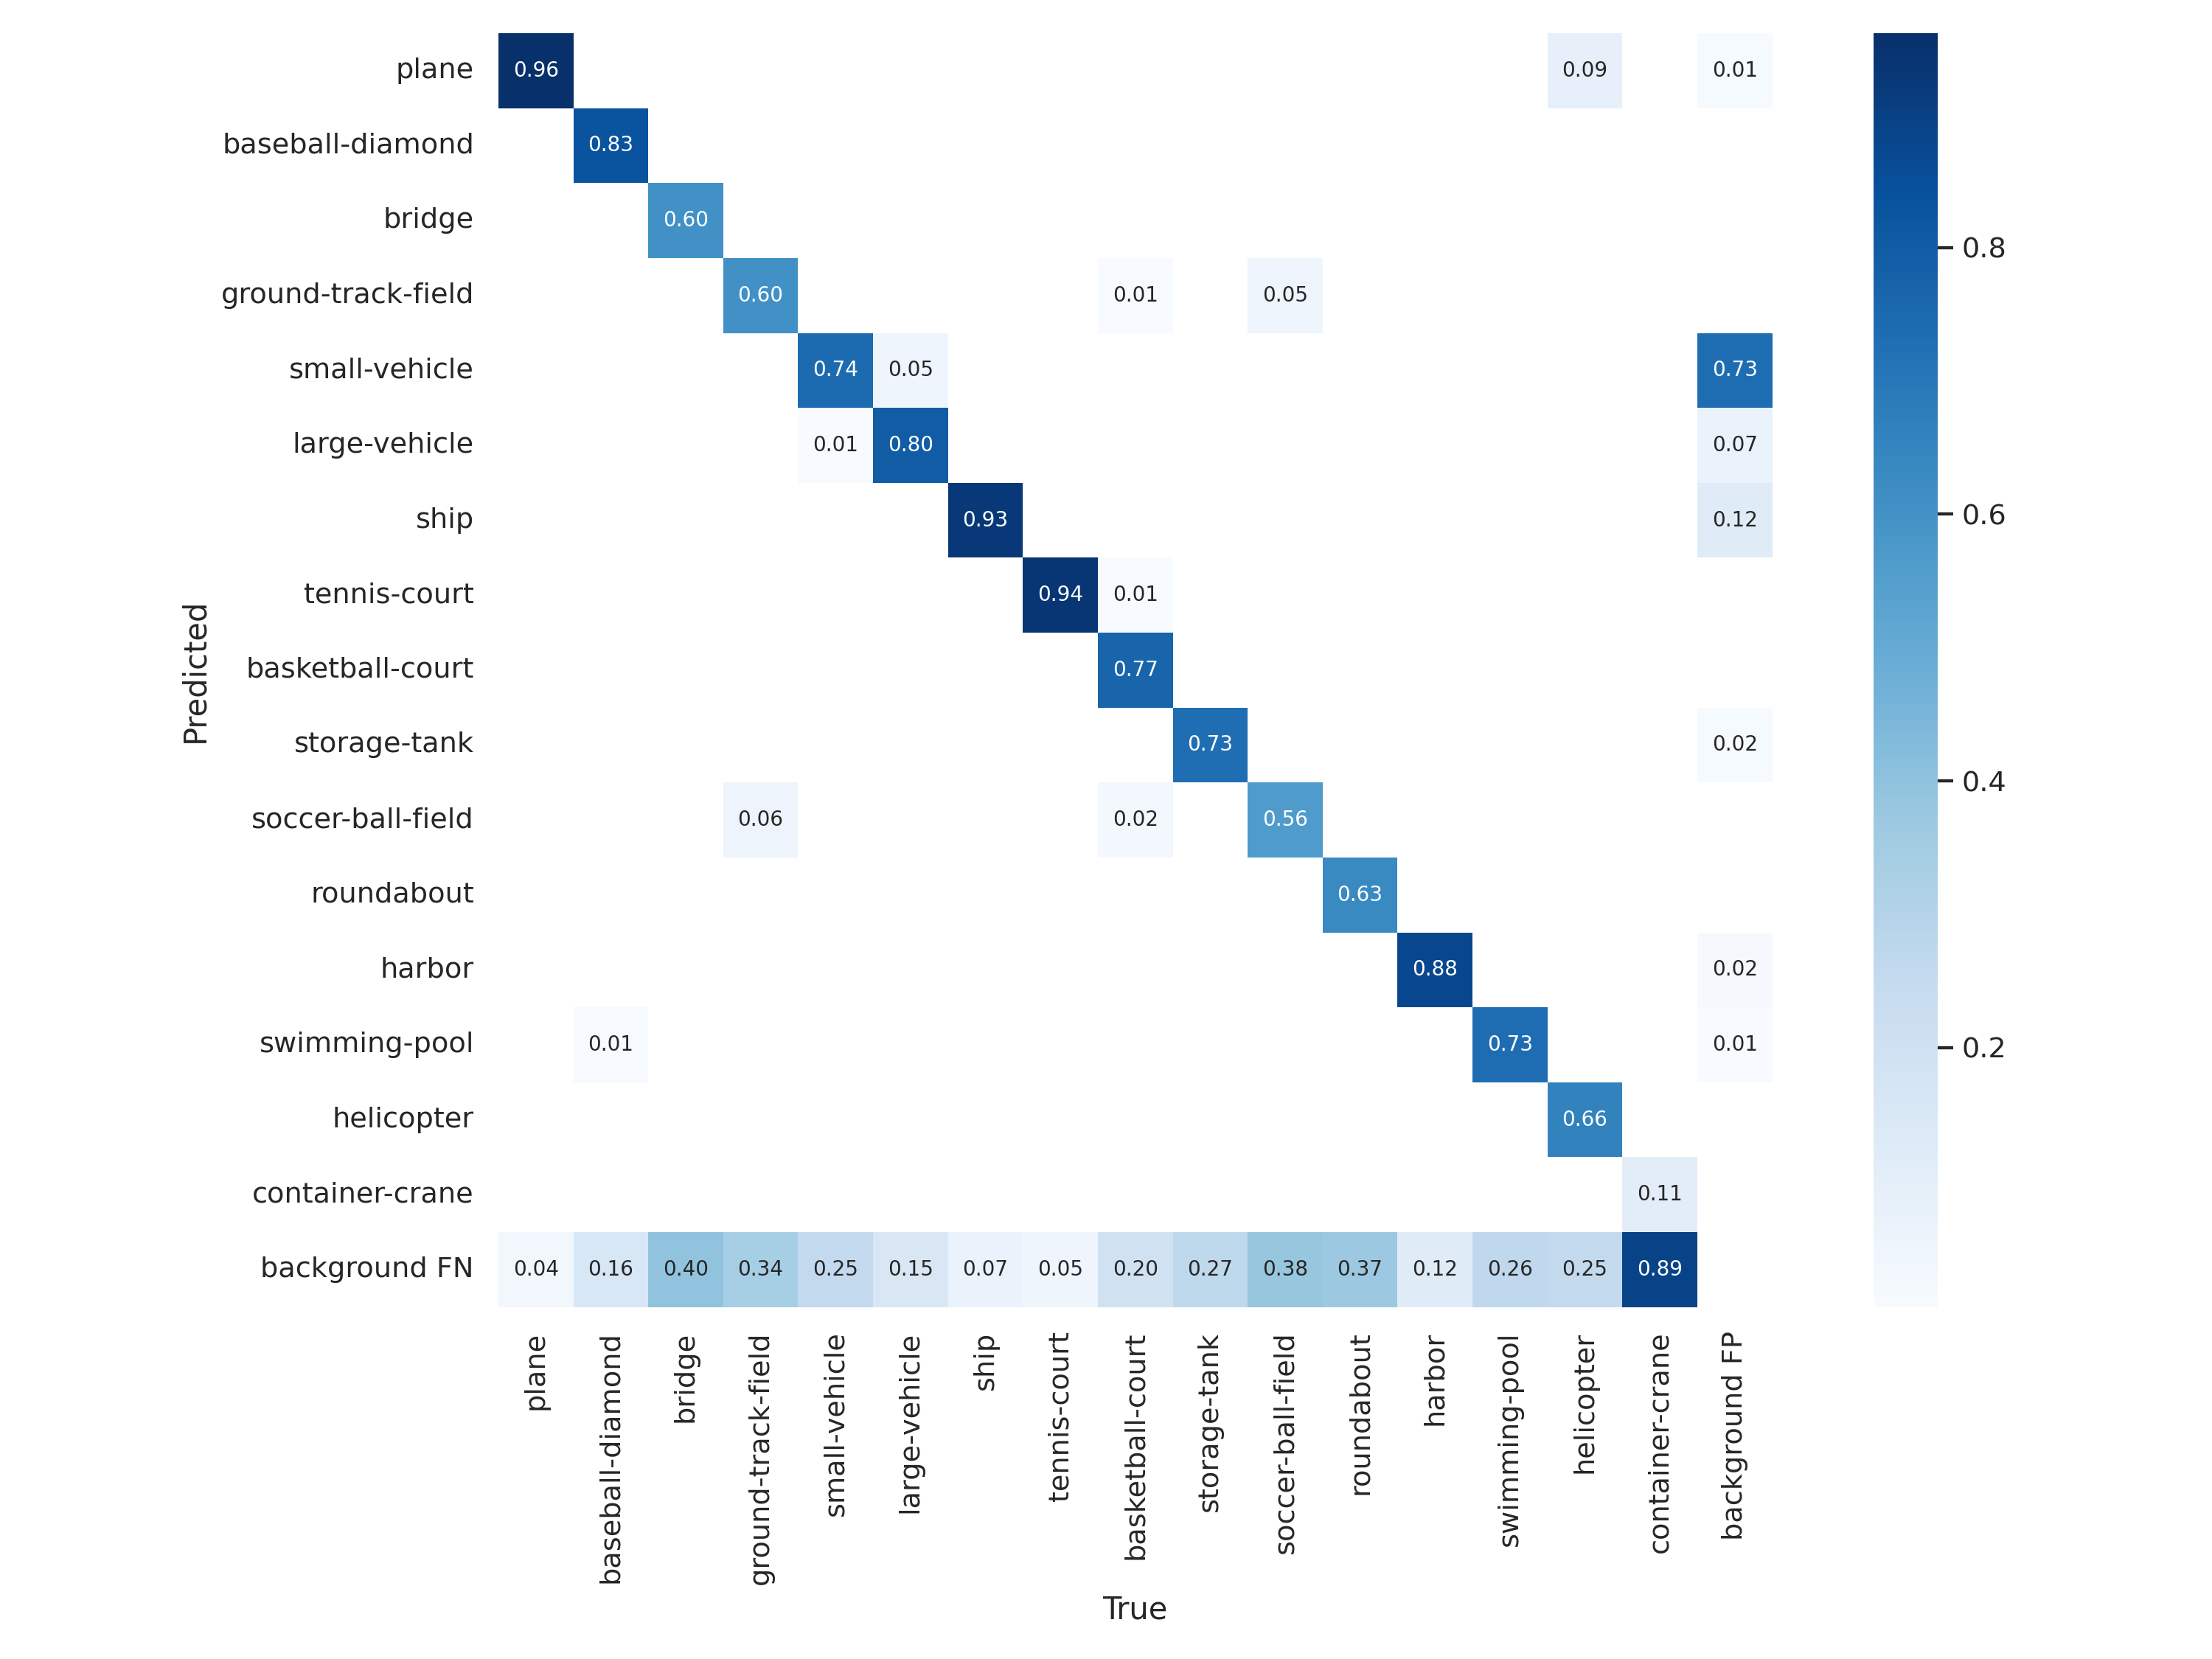 plane 0.96 0.09 0.01
baseball-diamond 0.83
bridge 0.60
0.8
ground-track-field 0.60 0.01 0.05
small-vehicle 0.74 0.05 0.73
large-vehicle 0.01 0.80 0.07
ship 0.93 0.12
0.6
tennis-court 0.94 0.01
Predicted
basketball-court 0.77
storage-tank 0.73 0.02
0.4
soccer-ball-field 0.06 0.02 0.56
roundabout 0.63
harbor 0.88 0.02
swimming-pool 0.01 0.73 0.01
0.2
helicopter 0.66
container-crane 0.11
background FN 0.04 0.16 0.40 0.34 0.25 0.15 0.07 0.05 0.20 0.27 0.38 0.37 0.12 0.26 0.25 0.89
plane
baseball-diamond
bridge
ground-track-field
small-vehicle
large-vehicle
ship
tennis-court
basketball-court
storage-tank
soccer-ball-field
roundabout
harbor
swimming-pool
helicopter
container-crane
background FP
True